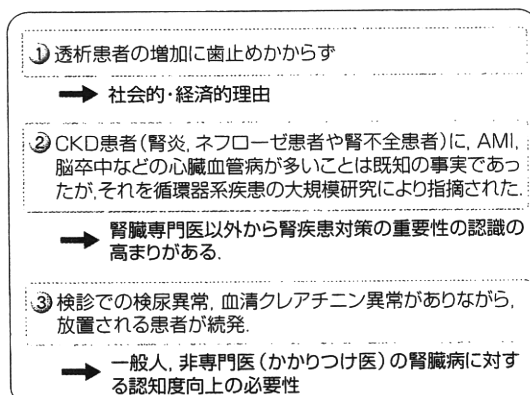 ① 透析患者の増加に歯止めかからず
➡ 社会的・経済的理由
② CKD患者(腎炎, ネフローゼ患者や腎不全患者)に, AMI,
脳卒中などの心臓血管病が多いことは既知の事実であっ
たが,それを循環器系疾患の大規模研究により指摘された.
➡ 腎臓専門医以外から腎疾患対策の重要性の認識の
高まりがある.
③ 検診での検尿異常, 血清クレアチニン異常がありながら,
放置される患者が続発.
➡ 一般人, 非専門医(かかりつけ医)の腎臓病に対す
る認知度向上の必要性